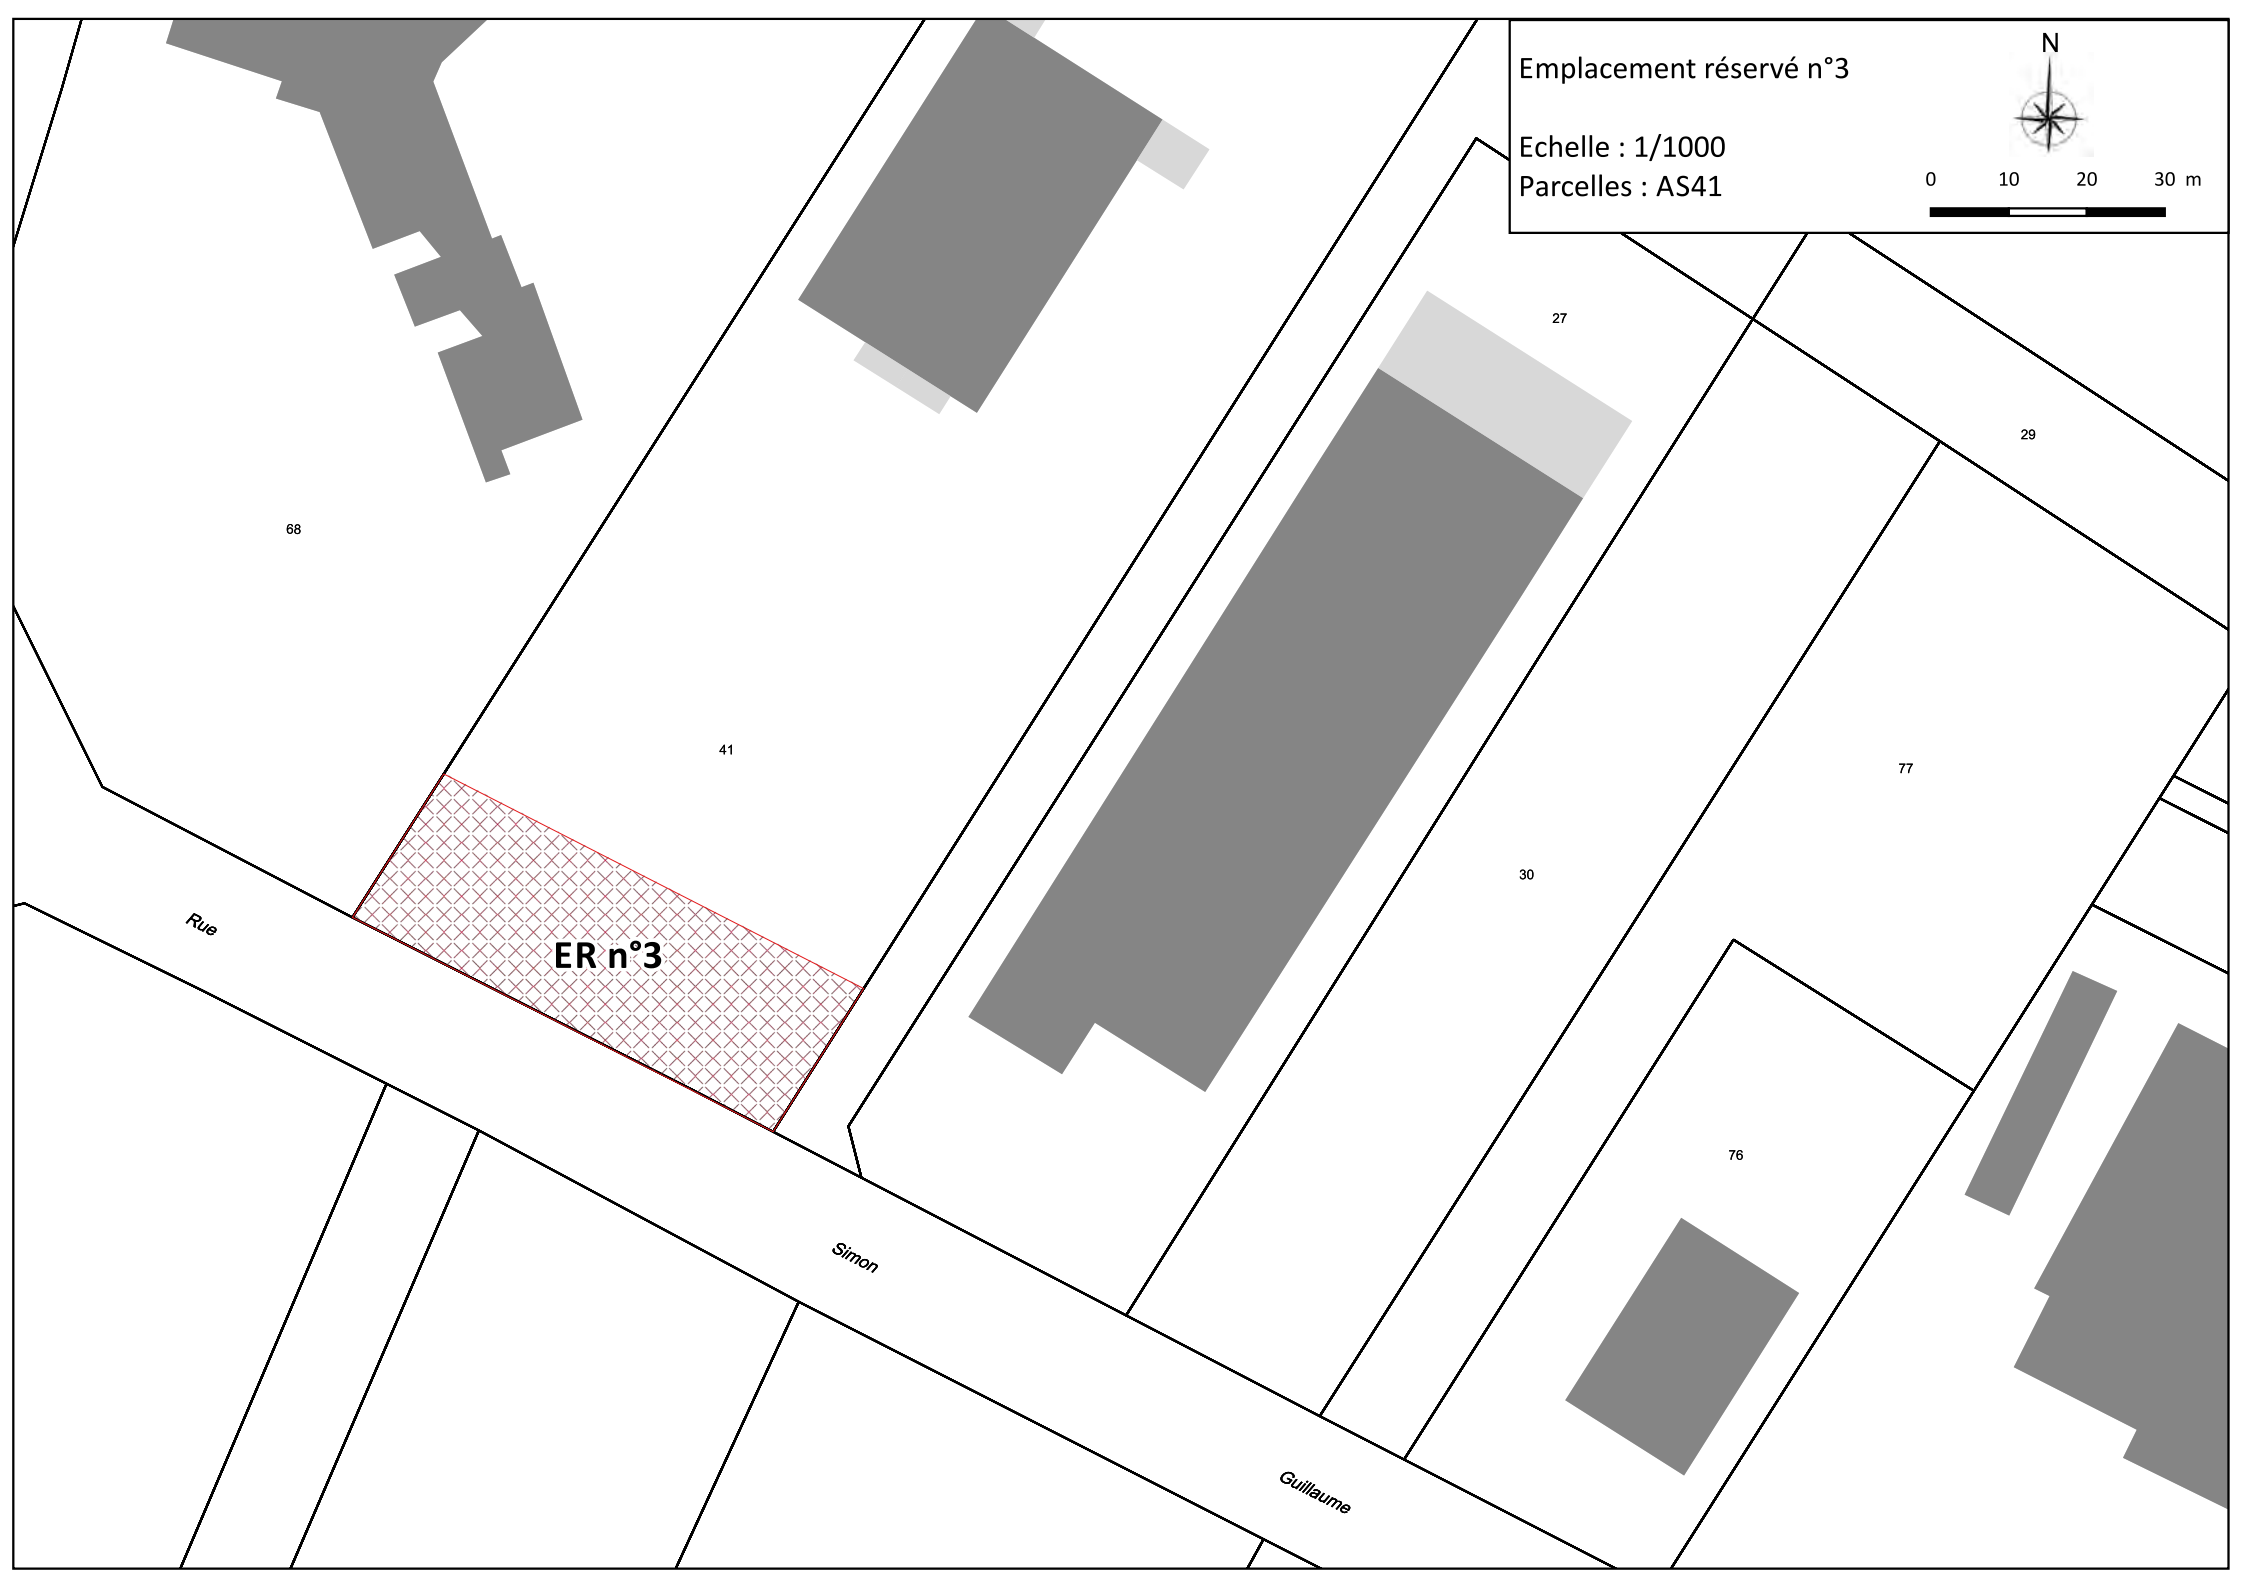 Emplacement réservé n°3
N
Echelle : 1/1000
Parcelles : AS41
0 10 20 30 m
27
29
68
41
77
30
Rue
ER n°3
76
Simon
Guillaume